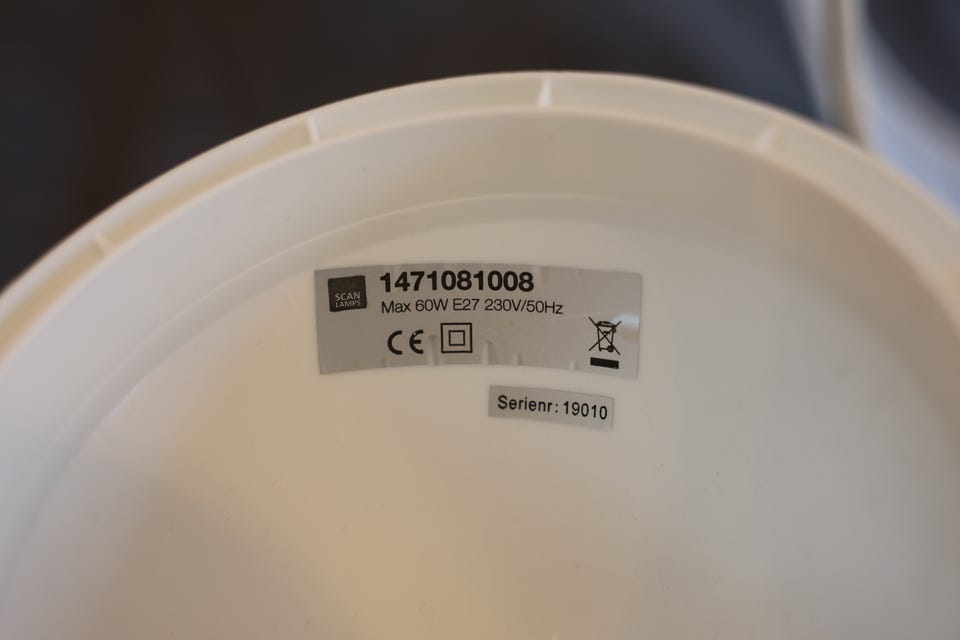 SCAN
LAMPS
1471081008
Max 60W E27 230V/50Hz
CE
Serienr: 19010